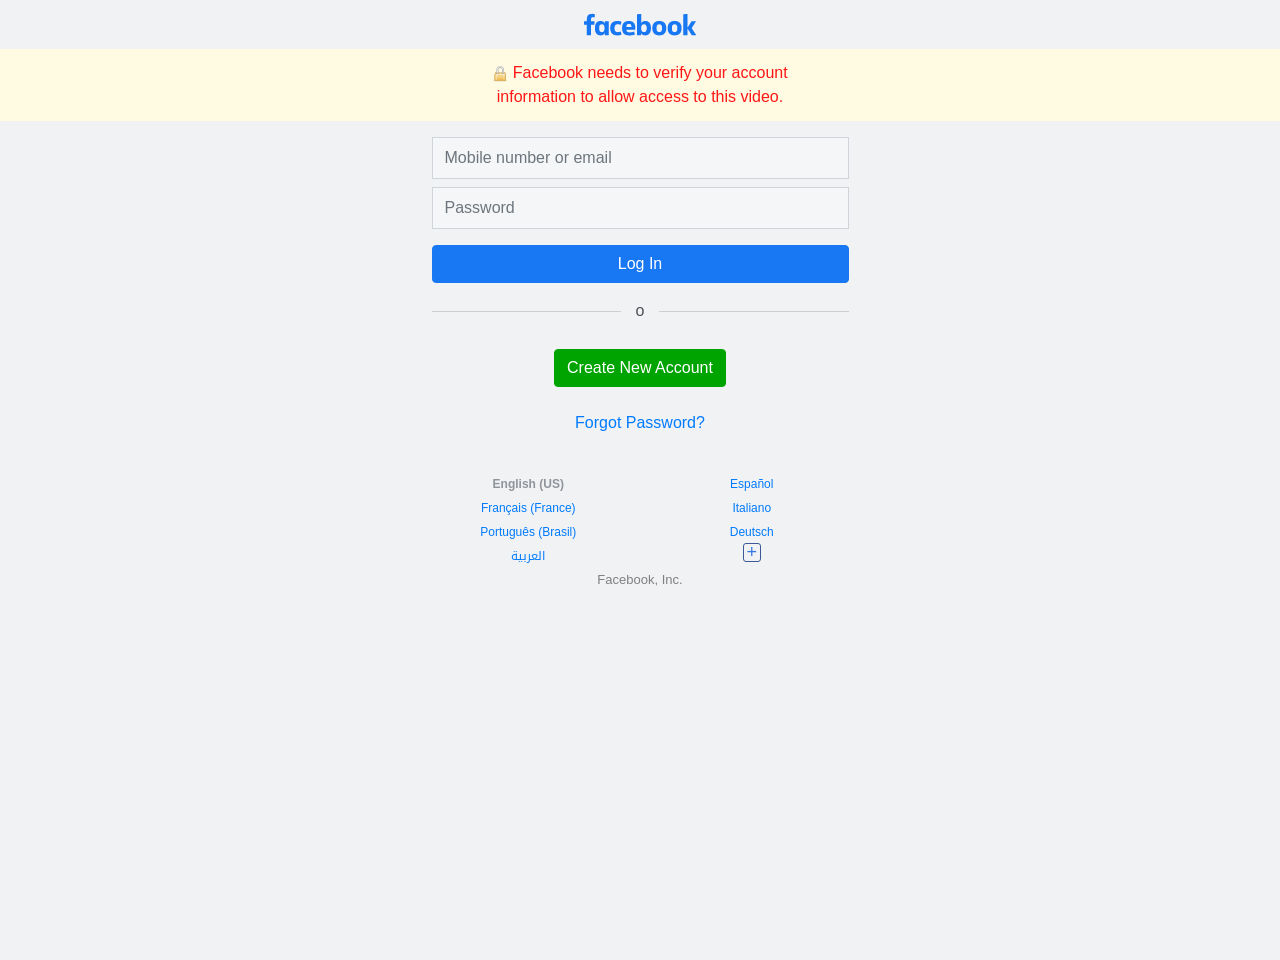 facebook
Facebook needs to verify your account
information to allow access to this video.
Mobile number or email
Password
Log In
o
Create New Account
Forgot Password?
English (US)
Español
Français (France)
Italiano
Português (Brasil)
Deutsch
العربية
+
Facebook, Inc.